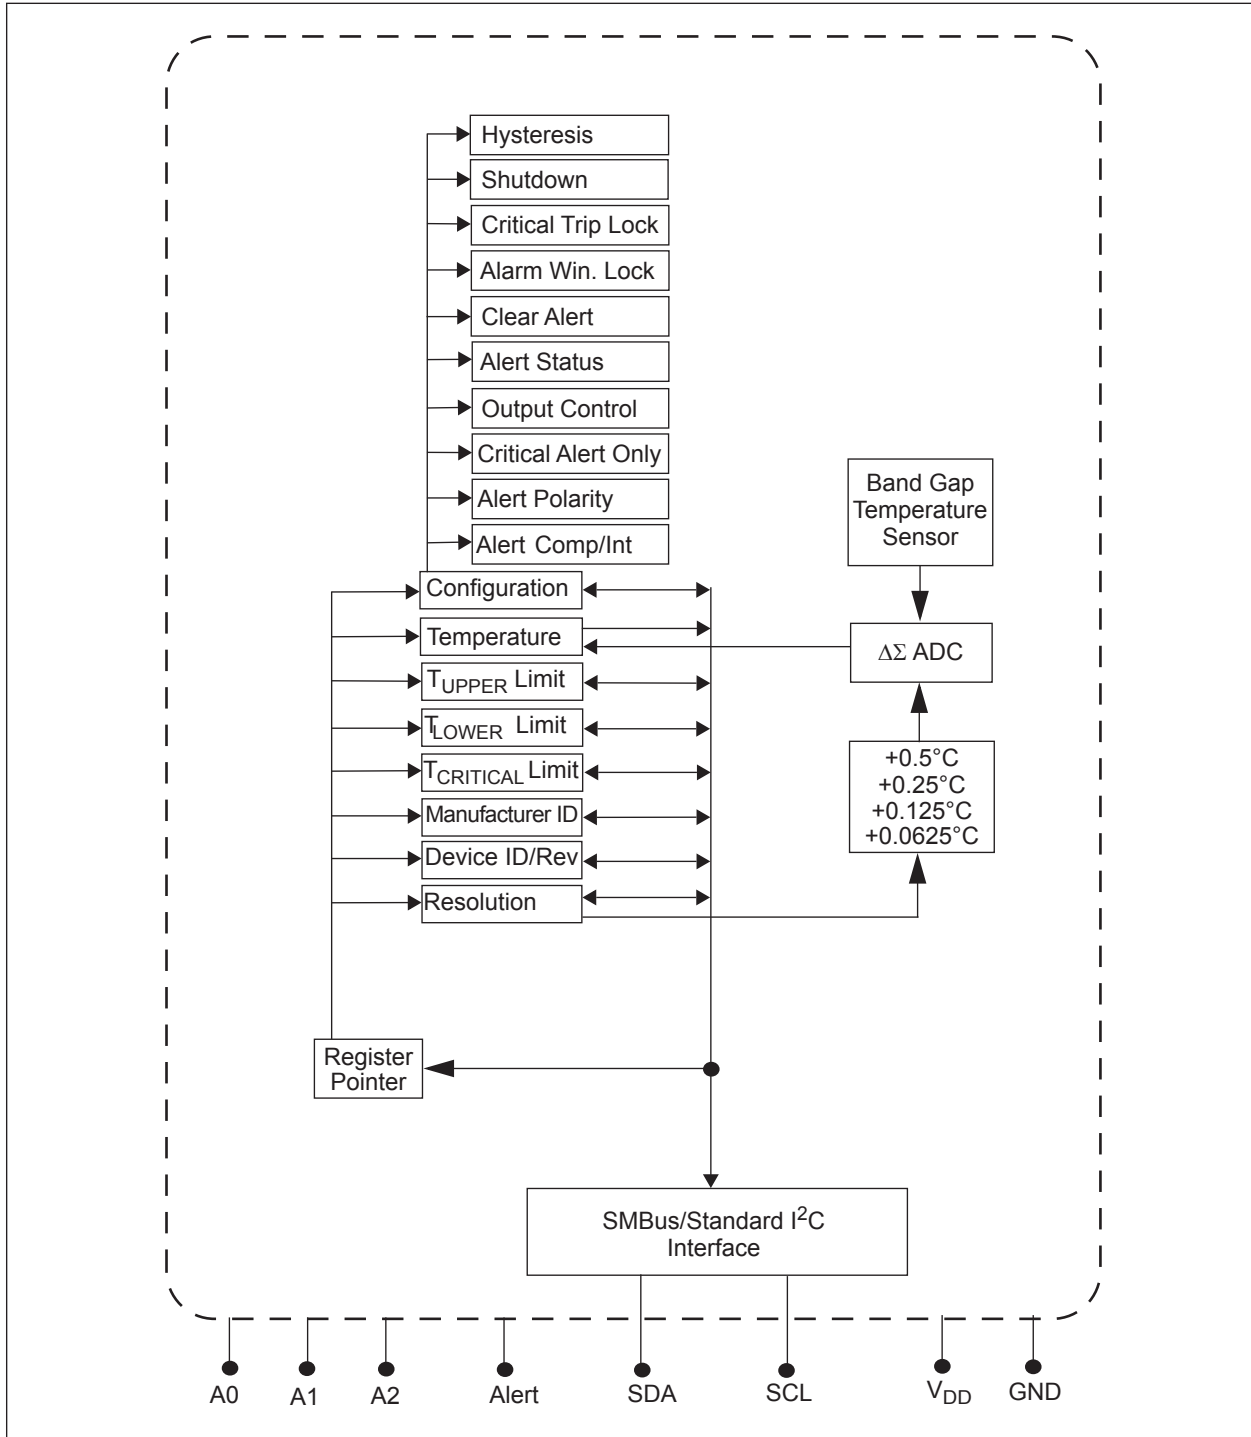 Hysteresis
Shutdown
Critical Trip Lock
Alarm Win. Lock
Clear Alert
Alert Status
Output Control
Critical Alert Only
Alert Polarity
Alert Comp/Int
Configuration
Temperature
TUPPER Limit
TLOWER Limit
TCRITICAL Limit
Manufacturer ID
Device ID/Rev
Resolution
Band Gap
Temperature
Sensor
ΔΣ ADC
+0.5°C
+0.25°C
+0.125°C
+0.0625°C
Register
Pointer
SMBus/Standard I²C
Interface
A0
A1
A2
Alert
SDA
SCL
VDD
GND